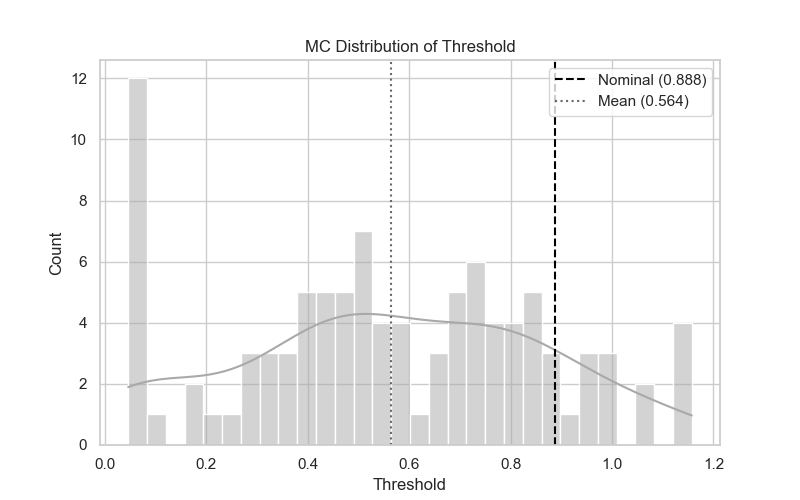 MC Distribution of Threshold
Nominal (0.888)
Mean (0.564)
Count
12
10
8
6
4
2
0
0.0 0.2 0.4 0.6 0.8 1.0 1.2
Threshold